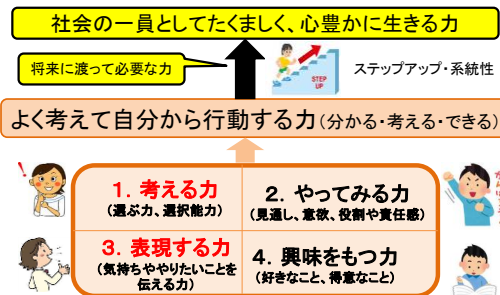 社会の一員としてたくましく、心豊かに生きる力
将来に渡って必要な力
STEP
UP
ステップアップ・系統性
よく考えて自分から行動する力(分かる・考える・できる)
1．考える力
(選ぶ力、選択能力)
2．やってみる力
(見通し、意欲、役割や責任感)
3．表現する力
(気持ちややりたいことを
伝える力)
4．興味をもつ力
(好きなこと、得意なこと)